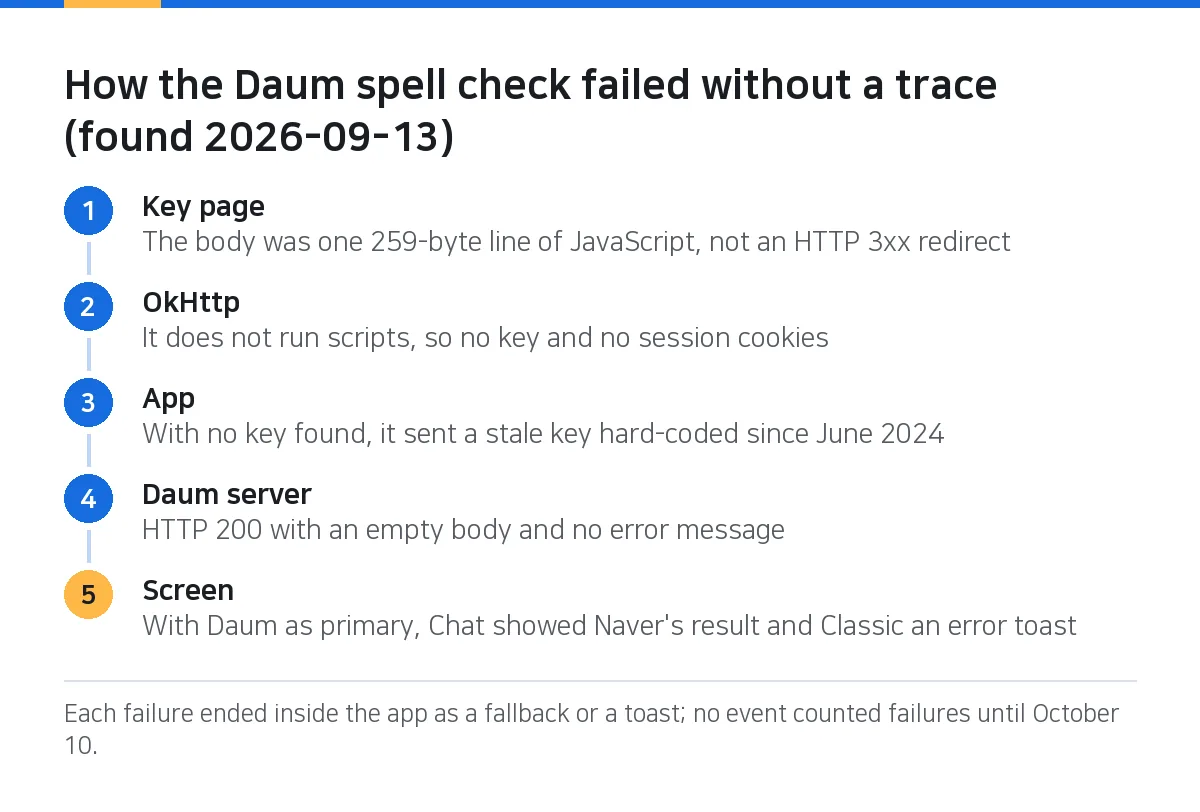 How the Daum spell check failed without a trace
(found 2026-09-13)
1
Key page
The body was one 259-byte line of JavaScript, not an HTTP 3xx redirect
2
OkHttp
It does not run scripts, so no key and no session cookies
3
App
With no key found, it sent a stale key hard-coded since June 2024
4
Daum server
HTTP 200 with an empty body and no error message
5
Screen
With Daum as primary, Chat showed Naver's result and Classic an error toast
Each failure ended inside the app as a fallback or a toast; no event counted failures until October
10.